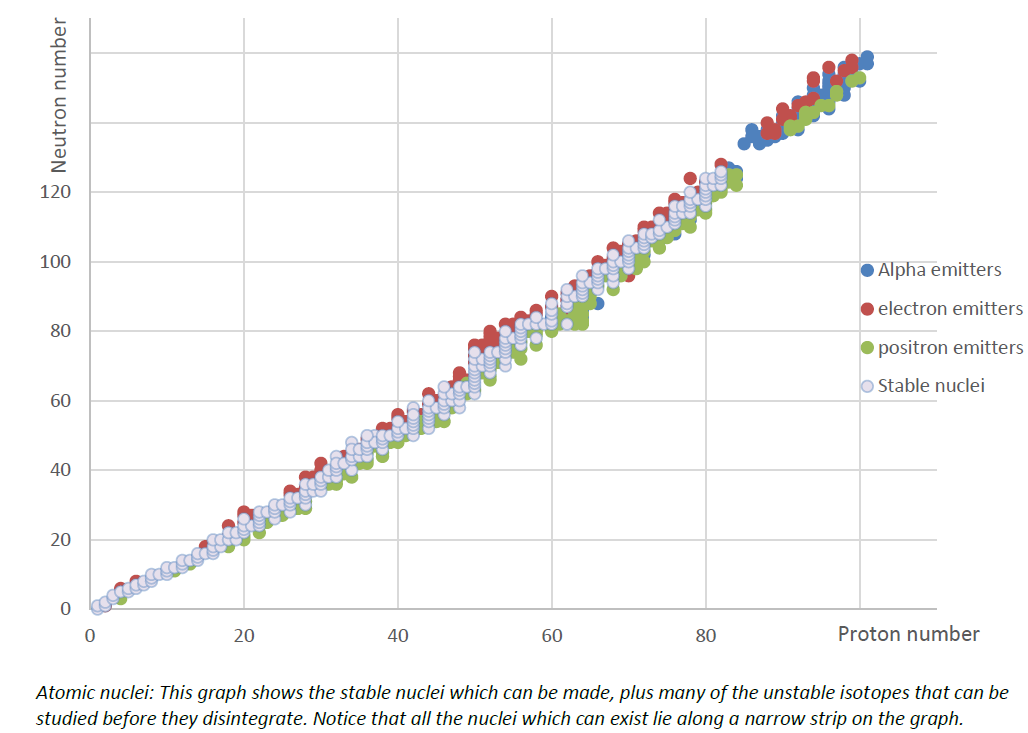 Neutron number
120
100
80
60
40
20
0
0 20 40 60 80 Proton number
Alpha emitters
electron emitters
positron emitters
Stable nuclei
Atomic nuclei: This graph shows the stable nuclei which can be made, plus many of the unstable isotopes that can be
studied before they disintegrate. Notice that all the nuclei which can exist lie along a narrow strip on the graph.